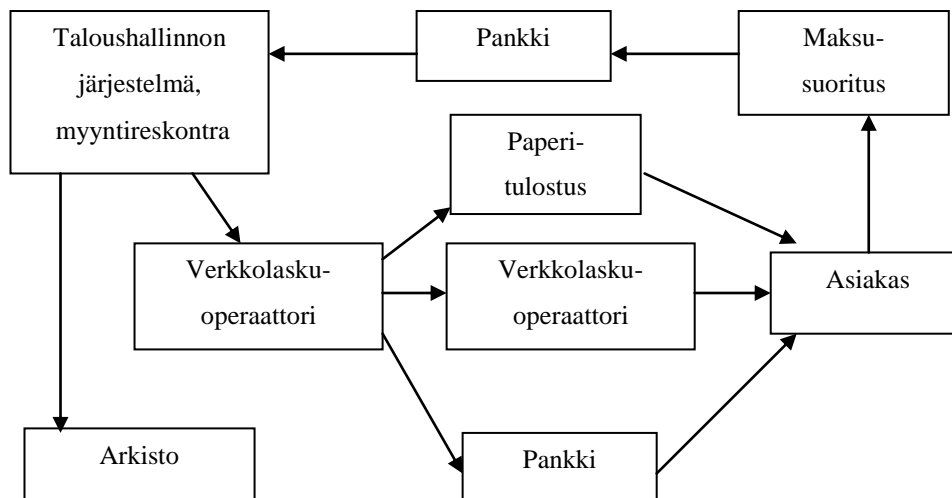 Taloushallinnon
järjestelmä,
myyntireskontra
Pankki
Maksu-
suoritus
Paperi-
tulostus
Verkkolasku-
operaattori
Verkkolasku-
operaattori
Asiakas
Arkisto
Pankki